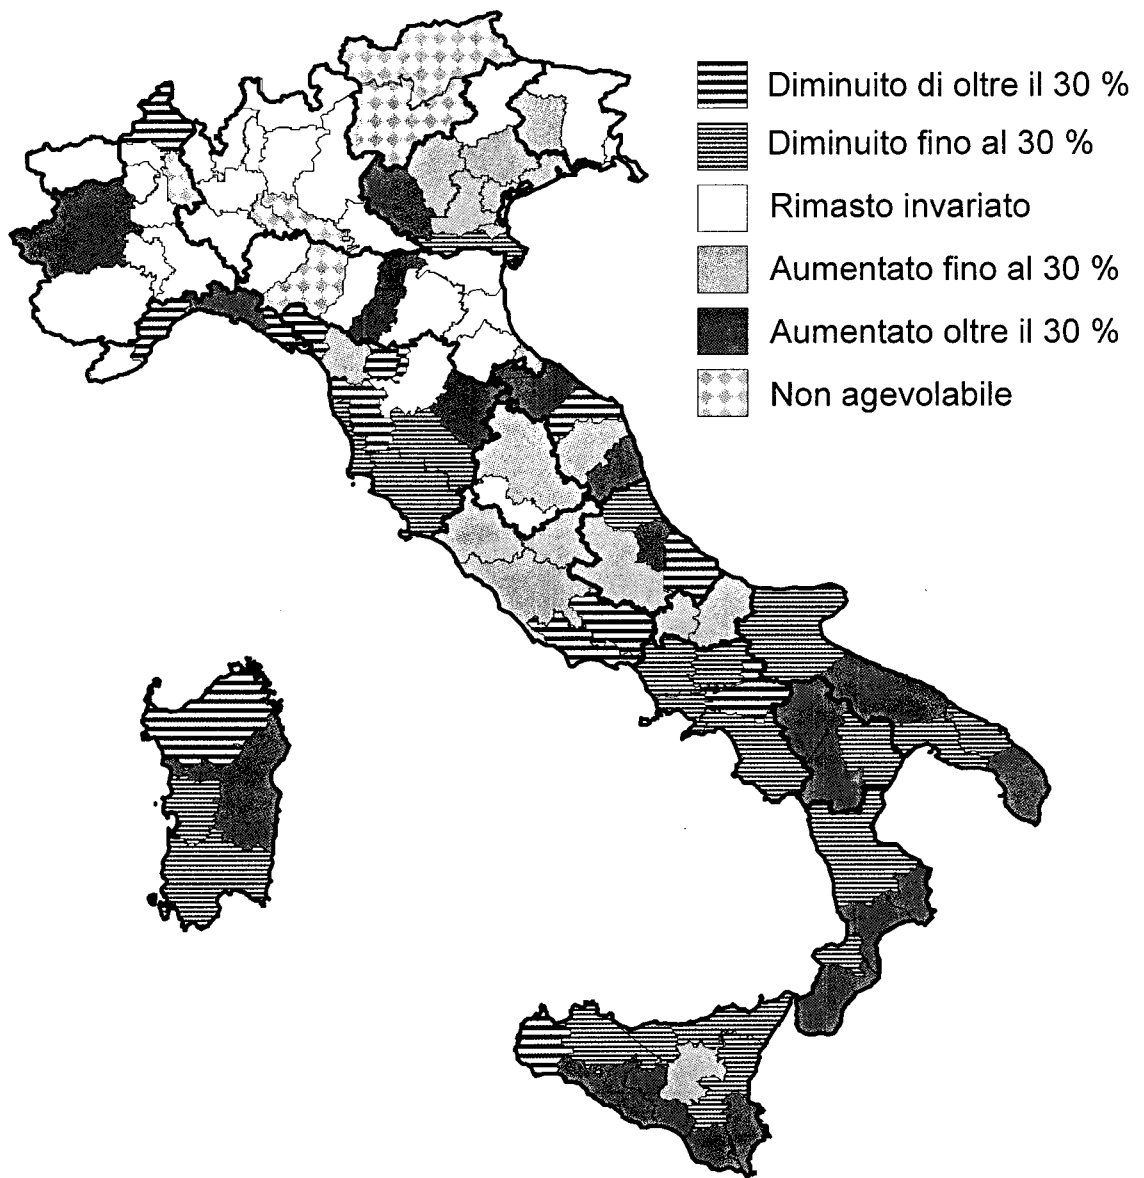 Diminuito di oltre il 30 %
Diminuito fino al 30 %
Rimasto invariato
Aumentato fino al 30 %
Aumentato oltre il 30 %
Non agevolabile